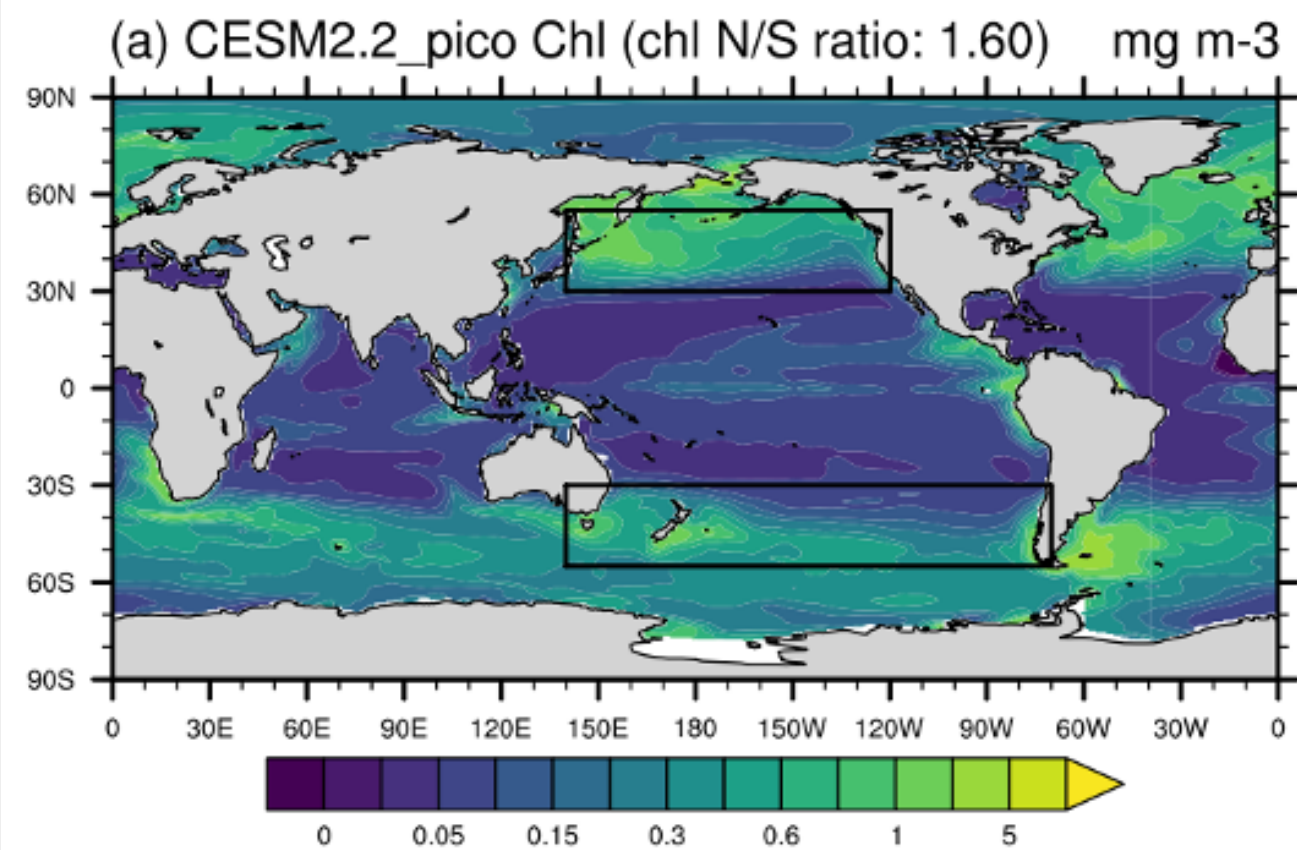 (a) CESM2.2_pico Chl (chl N/S ratio: 1.60) mg m-3
90N
60N
30N
0
30S
60S
90S
0 30E 60E 90E 120E 150E 180 150W 120W 90W 60W 30W 0
0 0.05 0.15 0.3 0.6 1 5